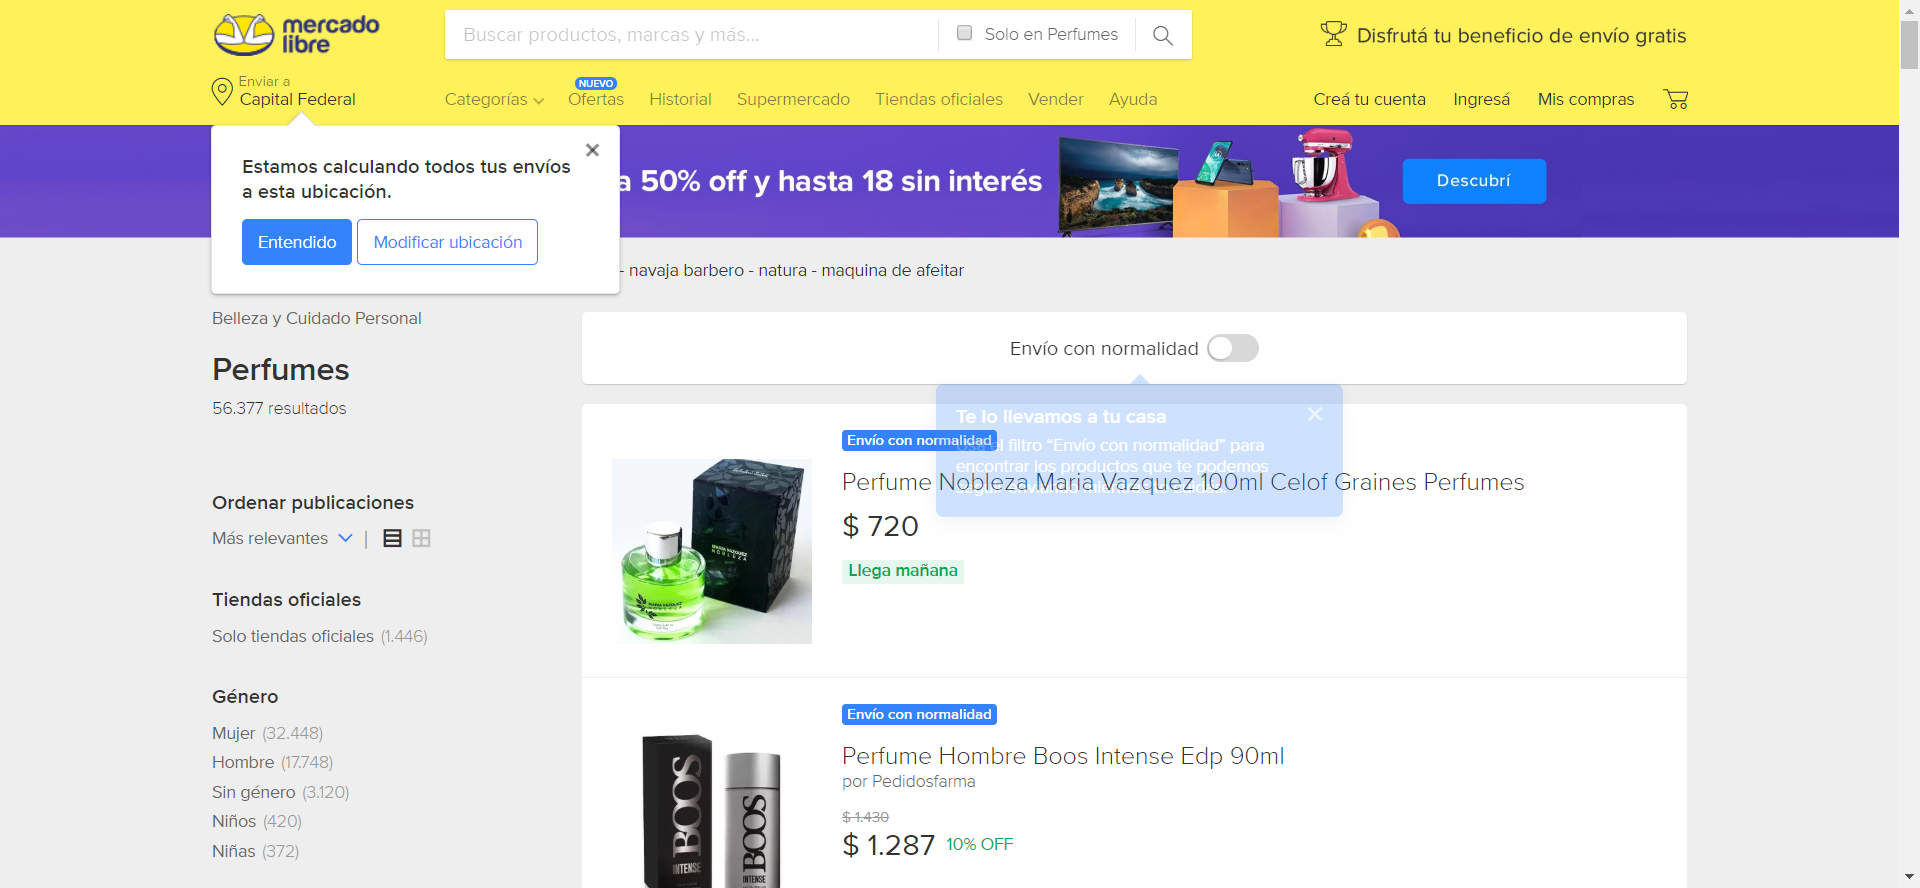 mercado
libre
Buscar productos, marcas y más...
Solo en Perfumes
Disfrutá tu beneficio de envío gratis
Enviar a
Capital Federal
Categorías
NUEVO
Ofertas
Historial
Supermercado
Tiendas oficiales
Vender
Ayuda
Creá tu cuenta
Ingresá
Mis compras
Estamos calculando todos tus envíos
a esta ubicación.
Entendido
Modificar ubicación
a 50% off y hasta 18 sin interés
Descubrí
- navaja barbero - natura - maquina de afeitar
Belleza y Cuidado Personal
Perfumes
56.377 resultados
Ordenar publicaciones
Más relevantes
Tiendas oficiales
Solo tiendas oficiales (1.446)
Género
Mujer (32.448)
Hombre (17.748)
Sin género (3.120)
Niños (420)
Niñas (372)
Envío con normalidad
Te lo llevamos a tu casa
el filtro “Envío con normalidad” para
encontrar los productos que te podemos
Envío con normalidad
Perfume Nobleza Maria Vazquez 100ml Celof Graines Perfumes
$ 720
Llega mañana
MARIA VAZQUEZ
NOBLEZA
MARIA VAZQUEZ
NOBLEZA
Envío con normalidad
Perfume Hombre Boos Intense Edp 90ml
por Pedidosfarma
$ 1.430
$ 1.287 10% OFF
BOOS
INTENSE
BOOS
INTENSE